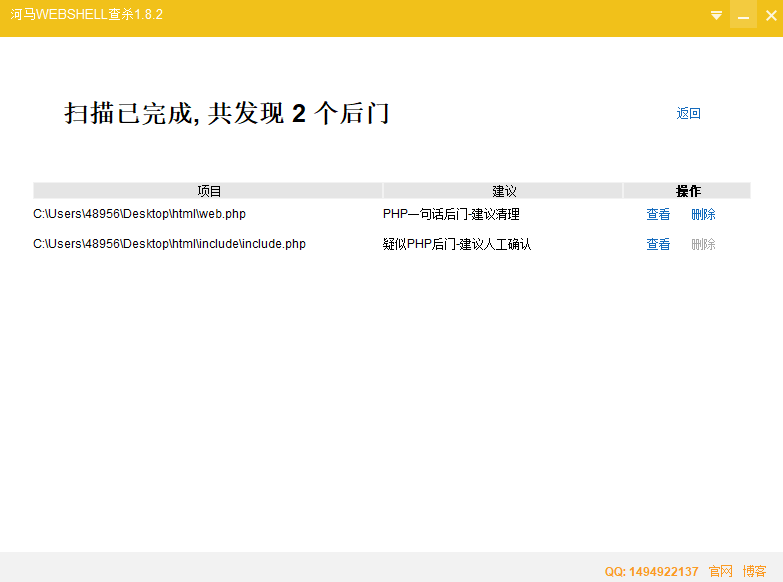 河马WEBSHELL查杀1.8.2
扫描已完成, 共发现 2 个后门
返回
项目 建议 操作
C:\Users\48956\Desktop\html\web.php PHP一句话后门-建议清理 查看 删除
C:\Users\48956\Desktop\html\include\include.php 疑似PHP后门-建议人工确认 查看 删除
QQ: 1494922137 官网 博客